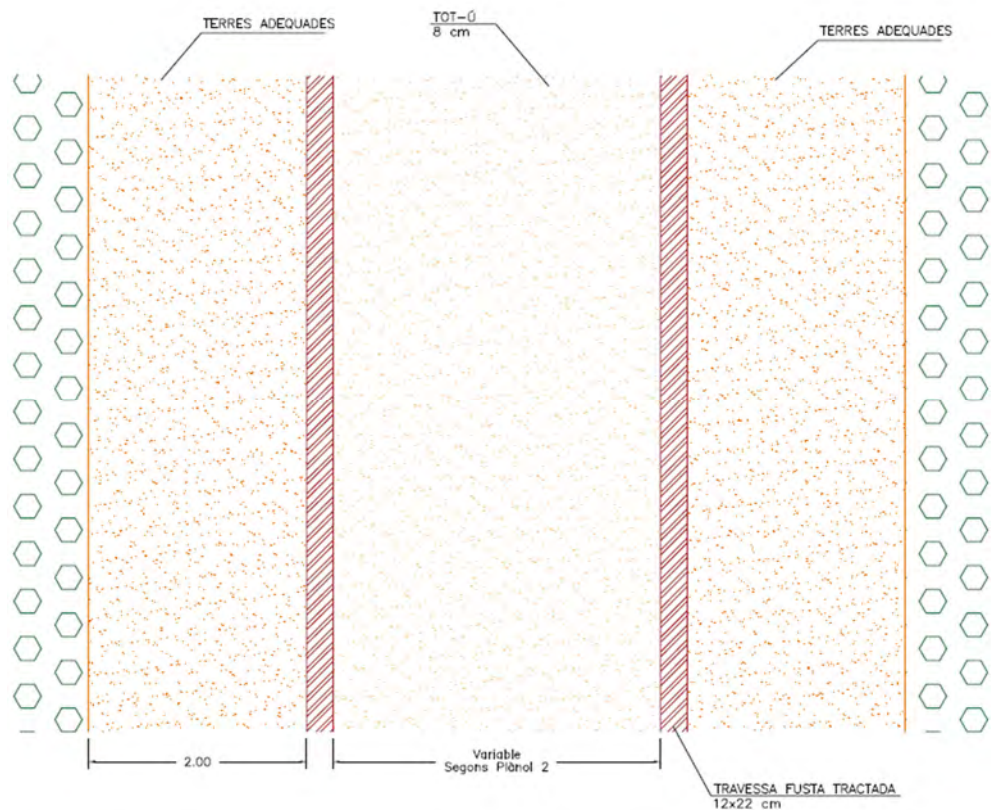 TERRES ADEQUADES
TOT-Ú
8 cm
TERRES ADEQUADES
2.00
Variable
Segons Plànol 2
TRAVESSA FUSTA TRACTADA
12x22 cm